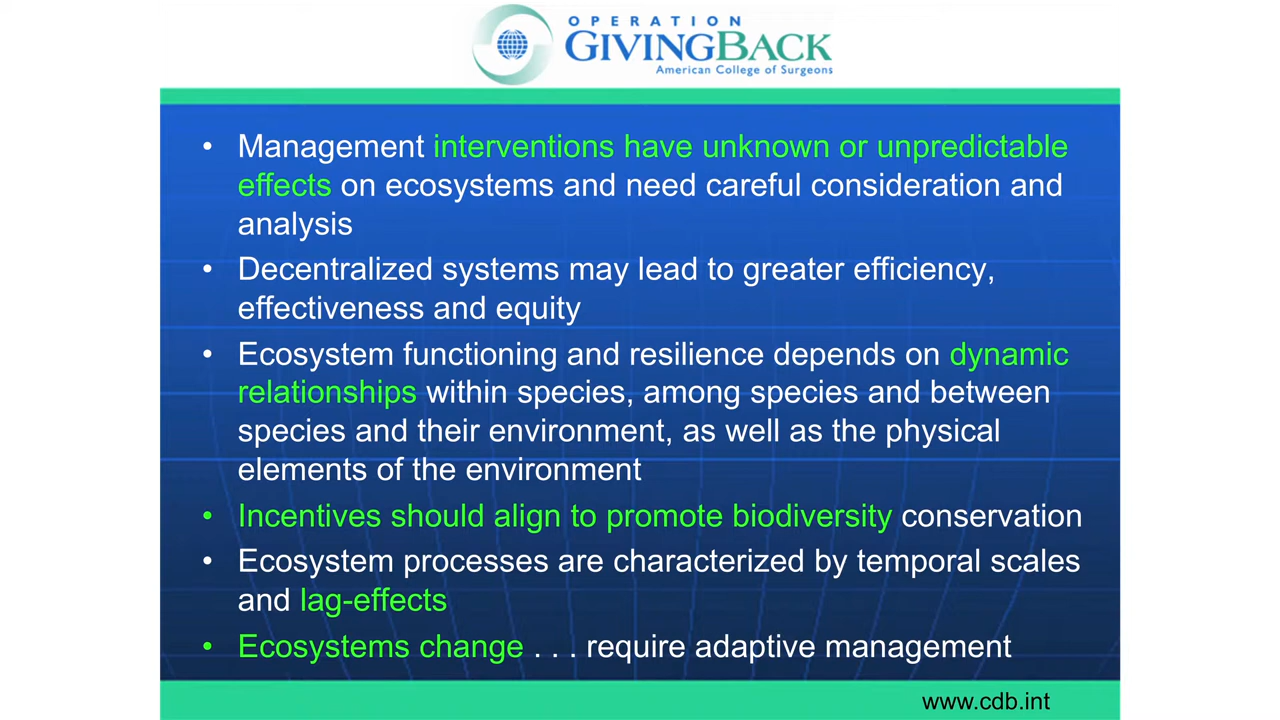 OPERATION
GIVINGBACK
American College of Surgeons
• Management interventions have unknown or unpredictable
effects on ecosystems and need careful consideration and
analysis
• Decentralized systems may lead to greater efficiency,
effectiveness and equity
• Ecosystem functioning and resilience depends on dynamic
relationships within species, among species and between
species and their environment, as well as the physical
elements of the environment
• Incentives should align to promote biodiversity conservation
• Ecosystem processes are characterized by temporal scales
and lag-effects
• Ecosystems change . . . require adaptive management
www.cdb.int